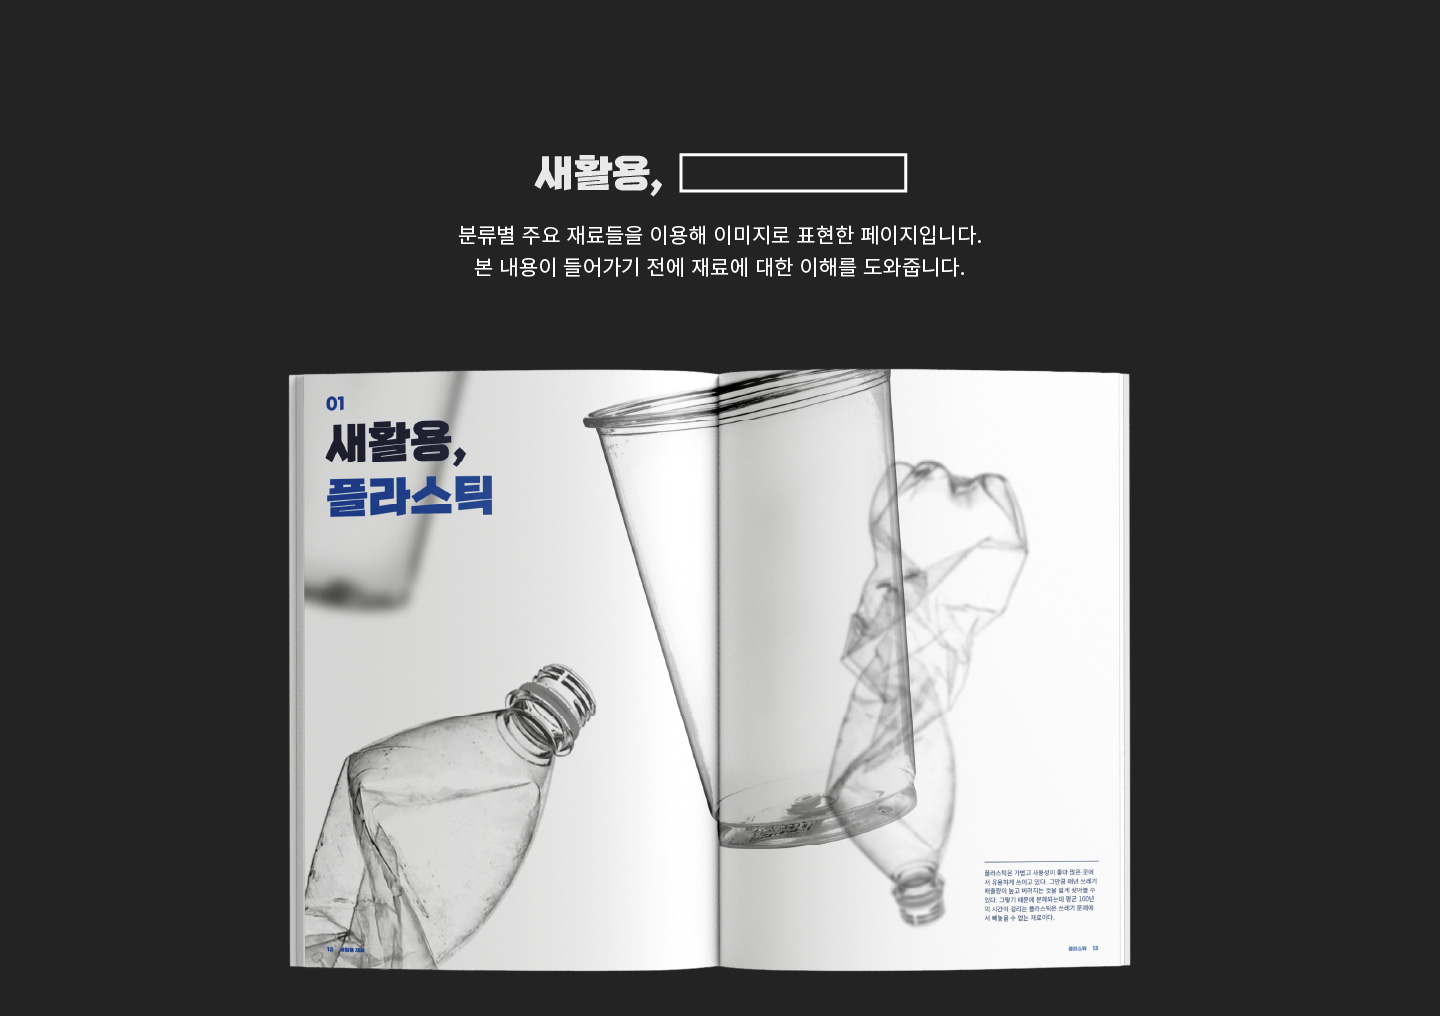 새활용,
분류별 주요 재료들을 이용해 이미지로 표현한 페이지입니다.
본 내용이 들어가기 전에 재료에 대한 이해를 도와줍니다.
01
새활용,
플라스틱
플라스틱은 가볍고 사용성이 좋아 많은 곳에
서 유용하게 쓰이고 있다. 그만큼 매년 쓰레기
배출량이 높고 버려지는 것을 쉽게 찾아볼 수
있다. 그렇기 때문에 분해되는데 평균 100년
의 시간이 걸리는 플라스틱은 쓰레기 문제에
서 빼놓을 수 없는 재료이다.
12 새활용 재료
플라스틱 13